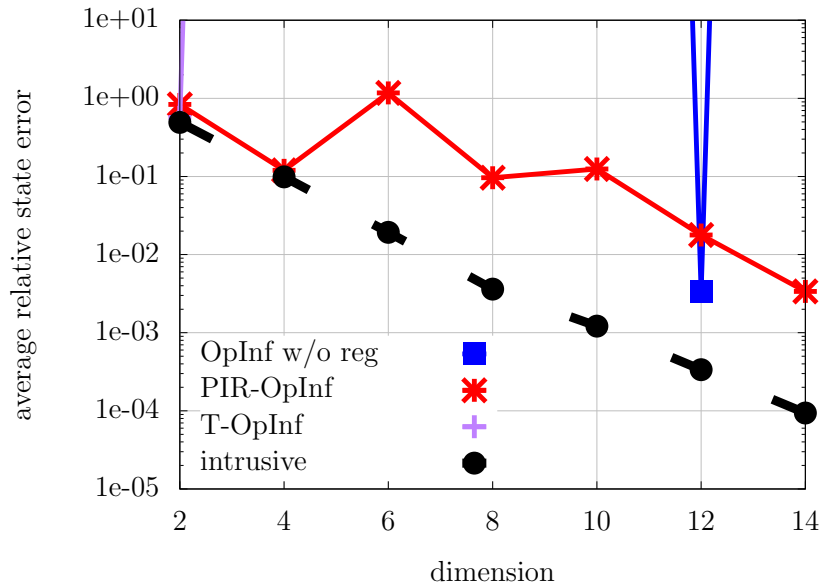 average relative state error
1e+01
1e+00
1e-01
1e-02
1e-03
1e-04
1e-05
OpInf w/o reg
PIR-OpInf
T-OpInf
intrusive
2 4 6 8 10 12 14
dimension